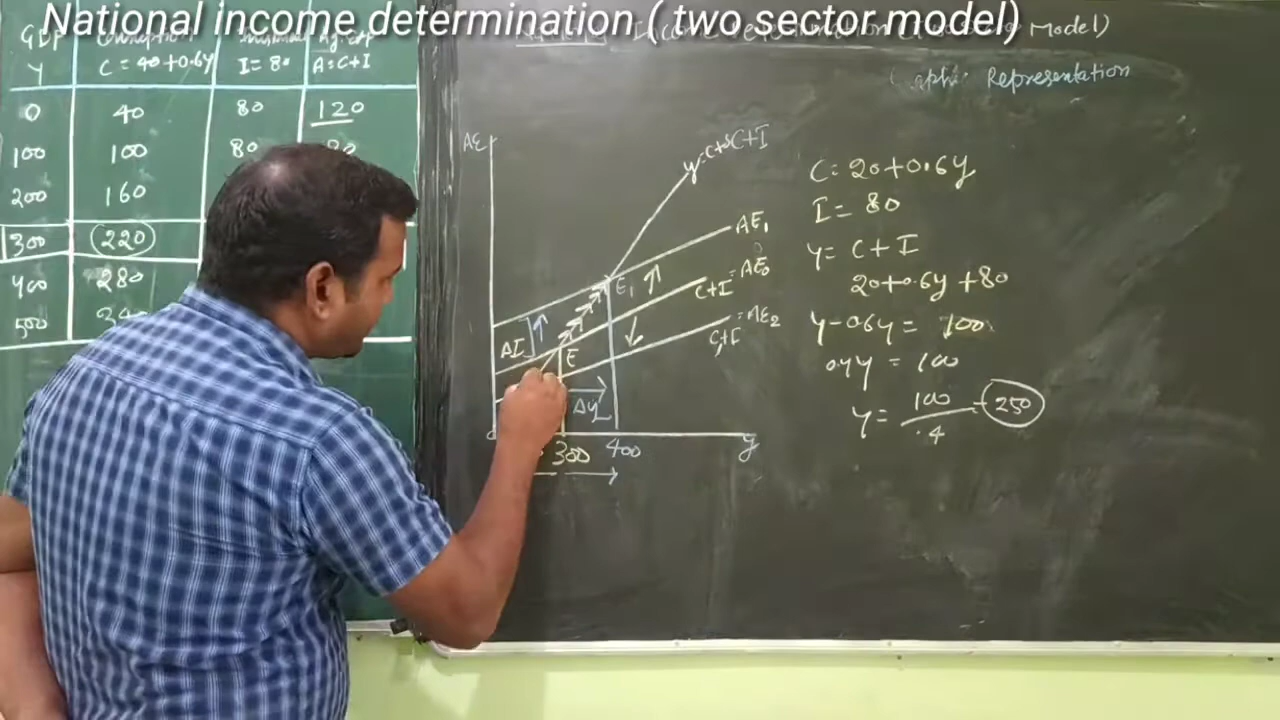 National income determination ( two sector model)
GDP
Y
C = 40+0.6Y
I = 80
A = C+I
0 40 80 120
100 100 80
200 160
300 220
400 280
500
Model)
Representation
AE
y=C+S C+I
AE₁
C+I = AE₀
C+I = AE₂
E₁
E
ΔI
Δy
300 400 y
C = 20+0.6y
I = 80
y = C+I
20+0.6y+80
y-0.6y = 100
0.4y = 100
y = 100/.4 = 250